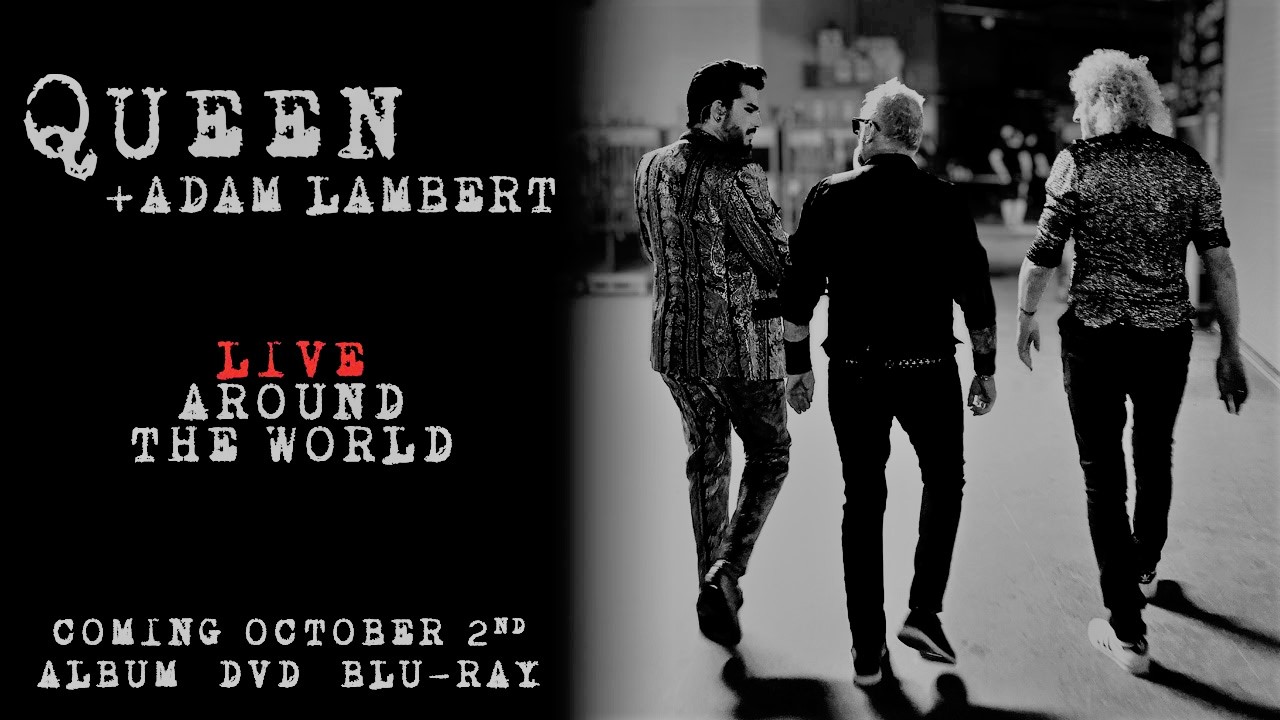 QUEEN
+ADAM LAMBERT
LIVE
AROUND
THE WORLD
COMING OCTOBER 2ND
ALBUM DVD BLU-RAY